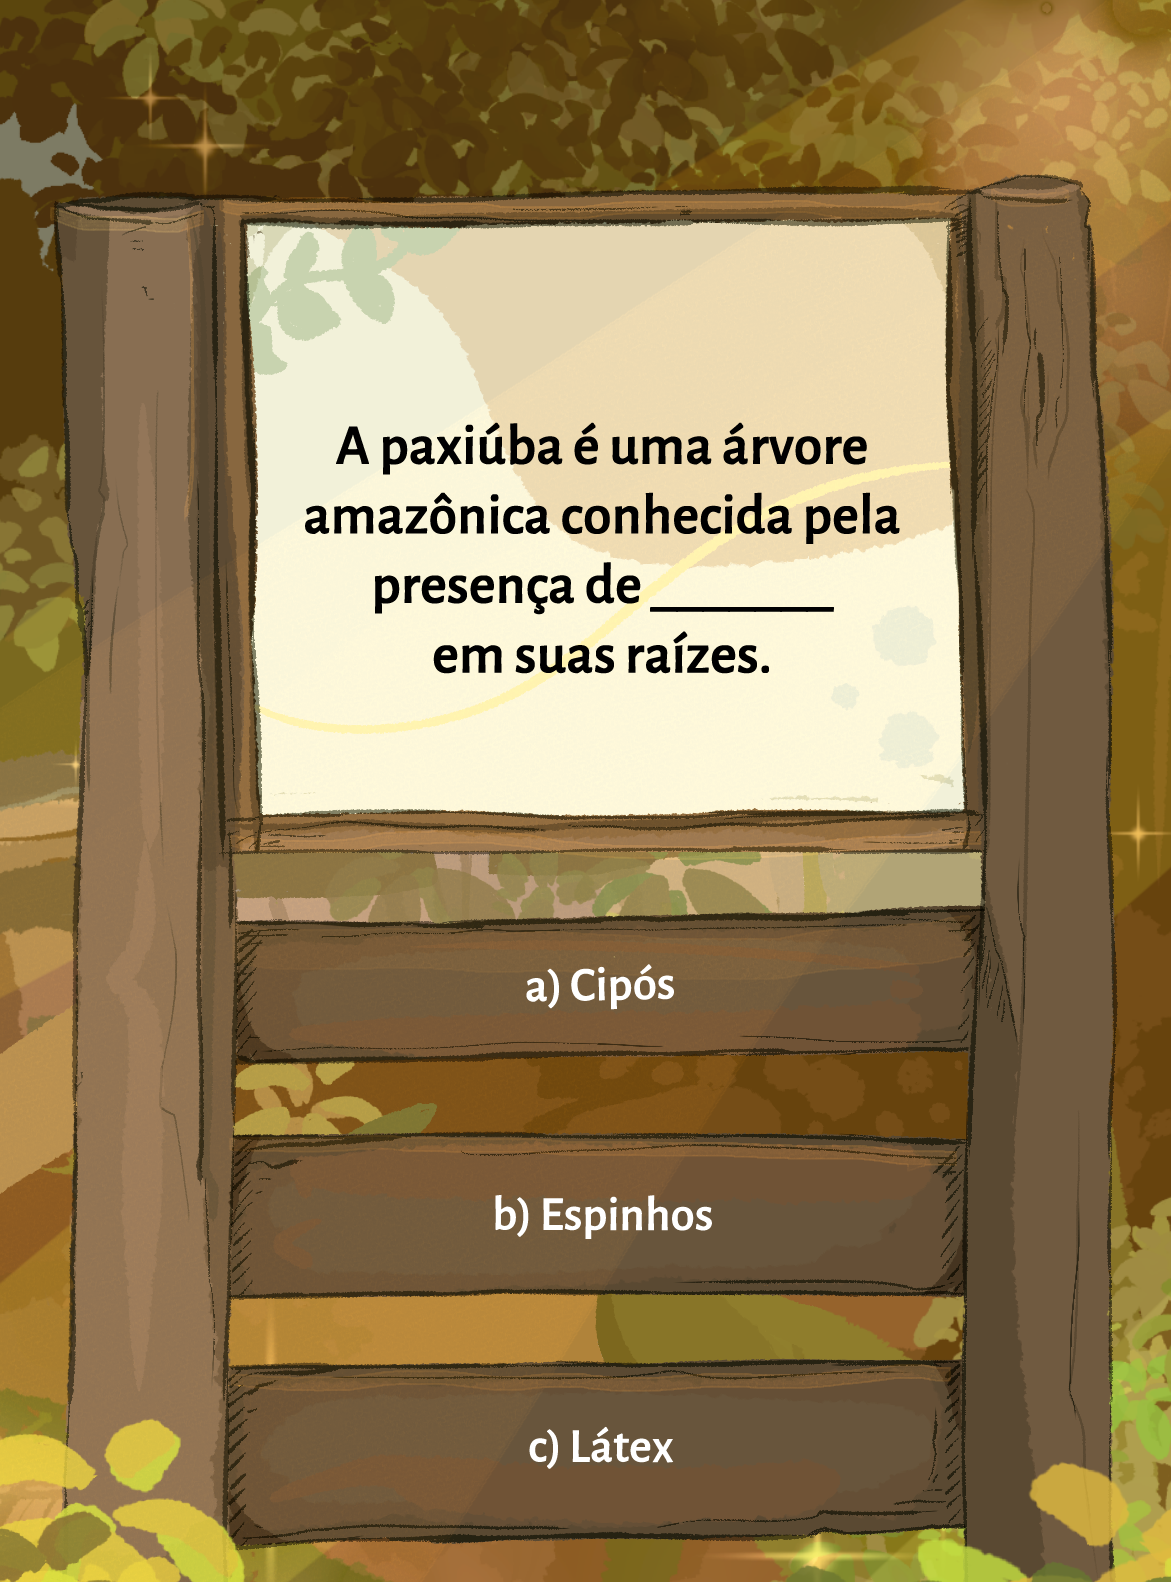 A paxiúba é uma árvore
amazônica conhecida pela
presença de _______
em suas raízes.
a) Cipós
b) Espinhos
c) Látex